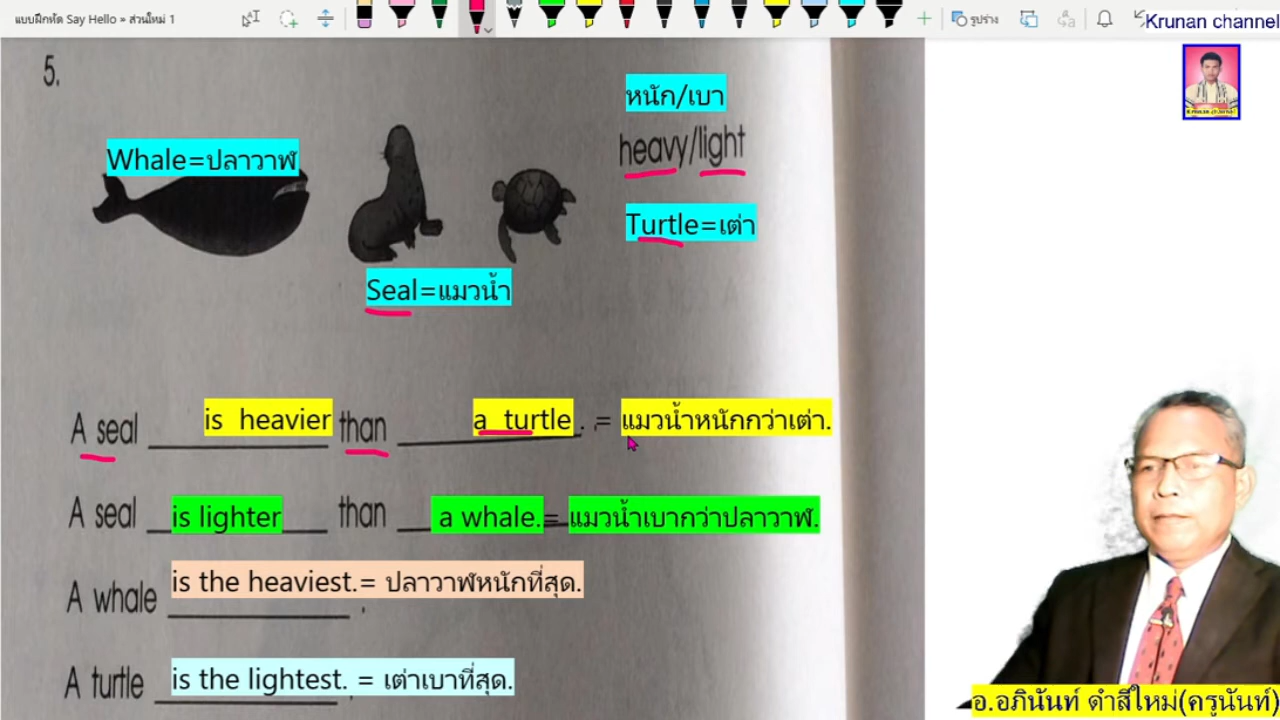 แบบฝึกหัด Say Hello » ส่วนใหม่ 1
รูปร่าง
Krunan channel
5.
หนัก/เบา
heavy/light
Whale=ปลาวาฬ
Turtle=เต่า
Seal=แมวน้ำ
A seal is heavier than a turtle . = แมวน้ำหนักกว่าเต่า.
A seal is lighter than a whale.= แมวน้ำเบากว่าปลาวาฬ.
A whale is the heaviest.= ปลาวาฬหนักที่สุด.
A turtle is the lightest. = เต่าเบาที่สุด.
อ.อภินันท์ ดำสีใหม่(ครูนันท์)